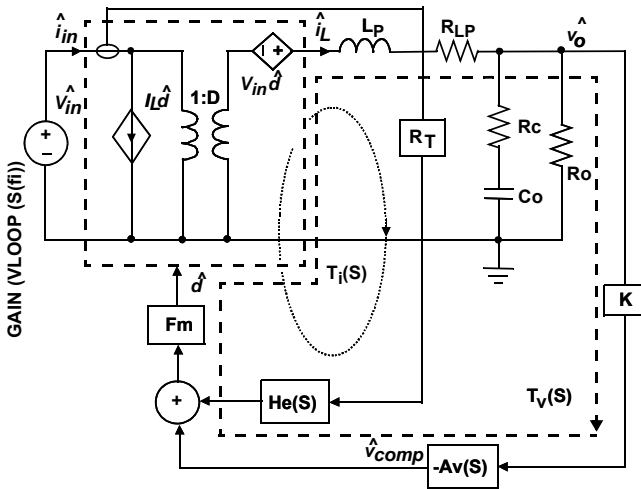 î_in
î_L
L_P
R_LP
v̂_o
V̂_in
+
−
I_L d̂
1:D
V_in d̂
+
R_T
Rc
Ro
Co
GAIN (VLOOP (S(fi))
T_i(S)
d̂
K
Fm
T_v(S)
+
He(S)
v̂_comp
-Av(S)